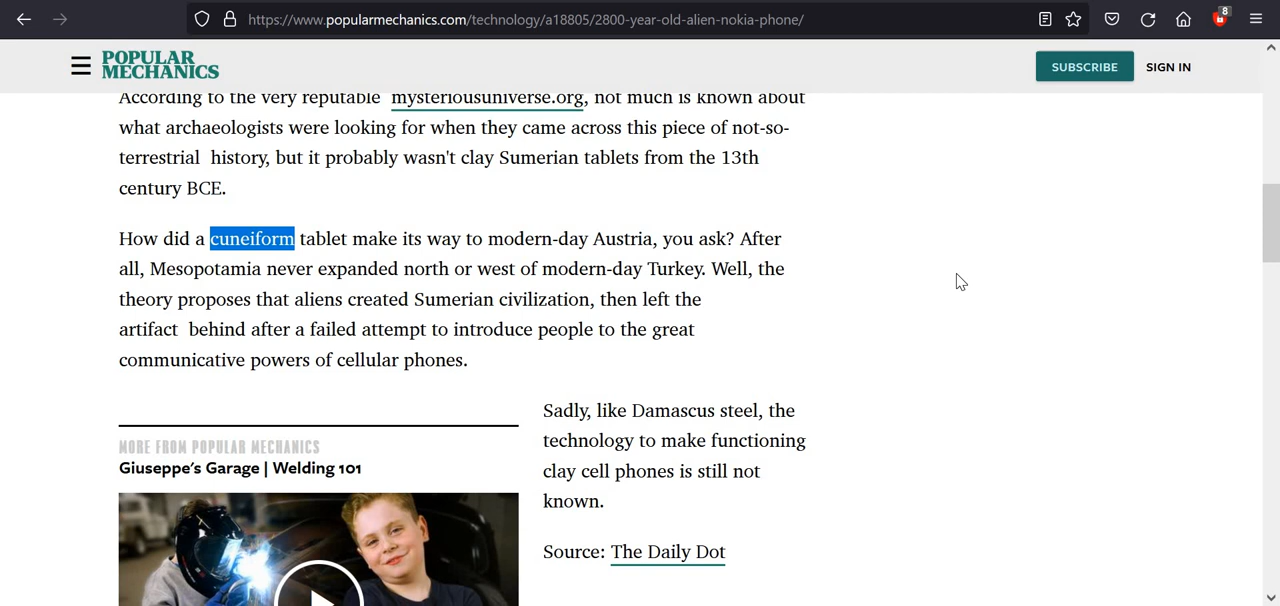 8
https://www.popularmechanics.com/technology/a18805/2800-year-old-alien-nokia-phone/
POPULAR
MECHANICS
SUBSCRIBE
SIGN IN
According to the very reputable mysteriousuniverse.org, not much is known about
what archaeologists were looking for when they came across this piece of not-so-
terrestrial history, but it probably wasn't clay Sumerian tablets from the 13th
century BCE.
How did a cuneiform tablet make its way to modern-day Austria, you ask? After
all, Mesopotamia never expanded north or west of modern-day Turkey. Well, the
theory proposes that aliens created Sumerian civilization, then left the
artifact behind after a failed attempt to introduce people to the great
communicative powers of cellular phones.
MORE FROM POPULAR MECHANICS
Giuseppe's Garage | Welding 101
Sadly, like Damascus steel, the
technology to make functioning
clay cell phones is still not
known.
Source: The Daily Dot